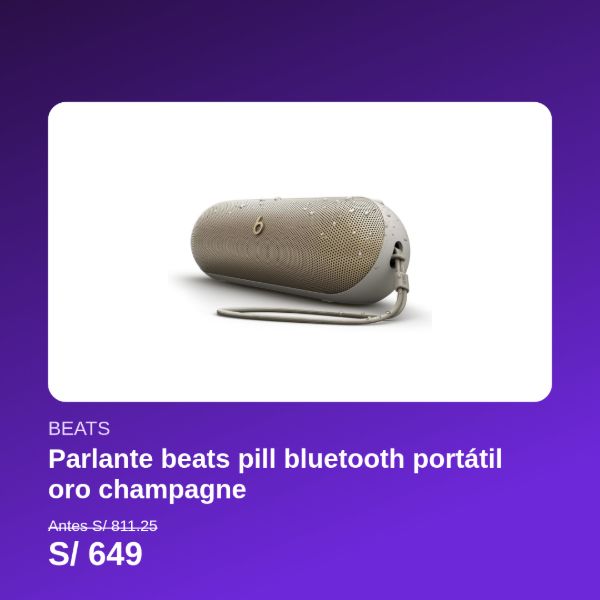 BEATS
Parlante beats pill bluetooth portátil
oro champagne
Antes S/ 811.25
S/ 649